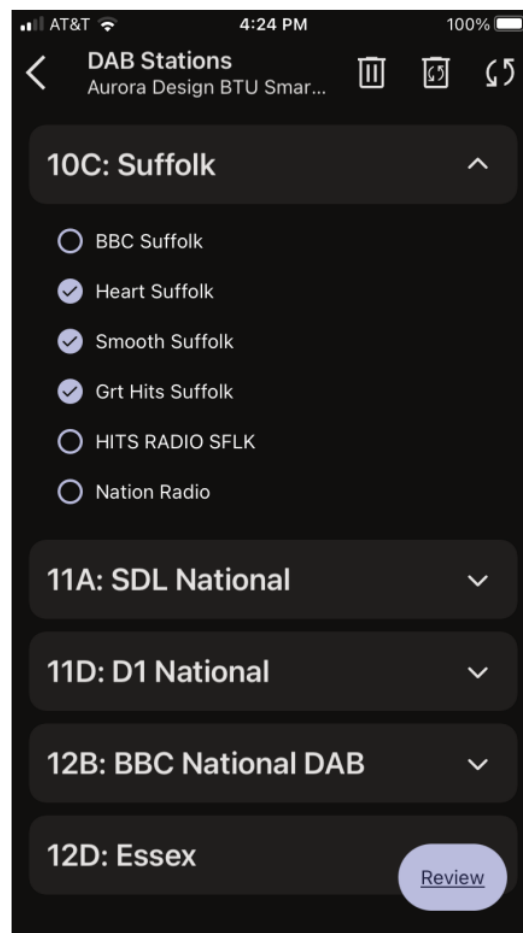 AT&T 4:24 PM 100%
DAB Stations
Aurora Design BTU Smar...
10C: Suffolk
BBC Suffolk
Heart Suffolk
Smooth Suffolk
Grt Hits Suffolk
HITS RADIO SFLK
Nation Radio
11A: SDL National
11D: D1 National
12B: BBC National DAB
12D: Essex
Review